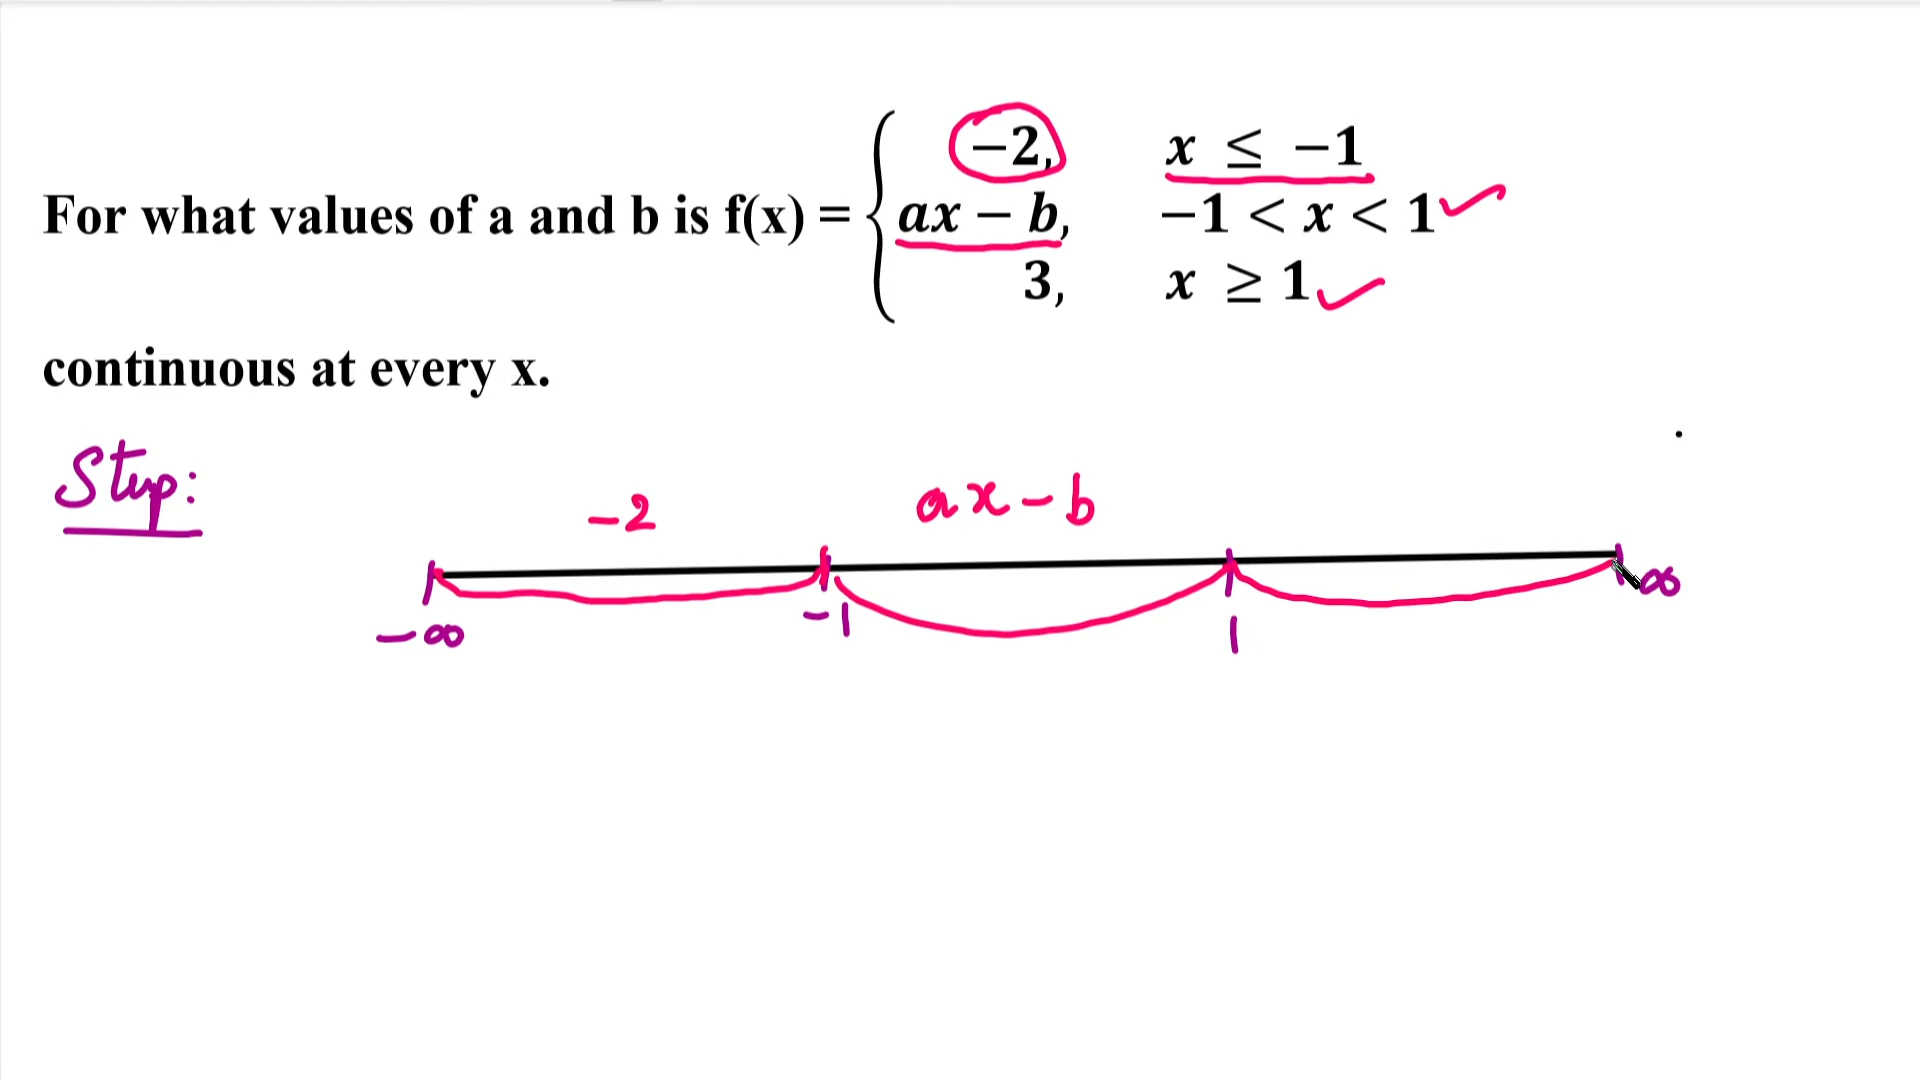 −2, x ≤ −1
For what values of a and b is f(x) = { ax − b, −1 < x < 1
3, x ≥ 1
continuous at every x.
Step:
−2 ax−b
−∞ −1 1 ∞